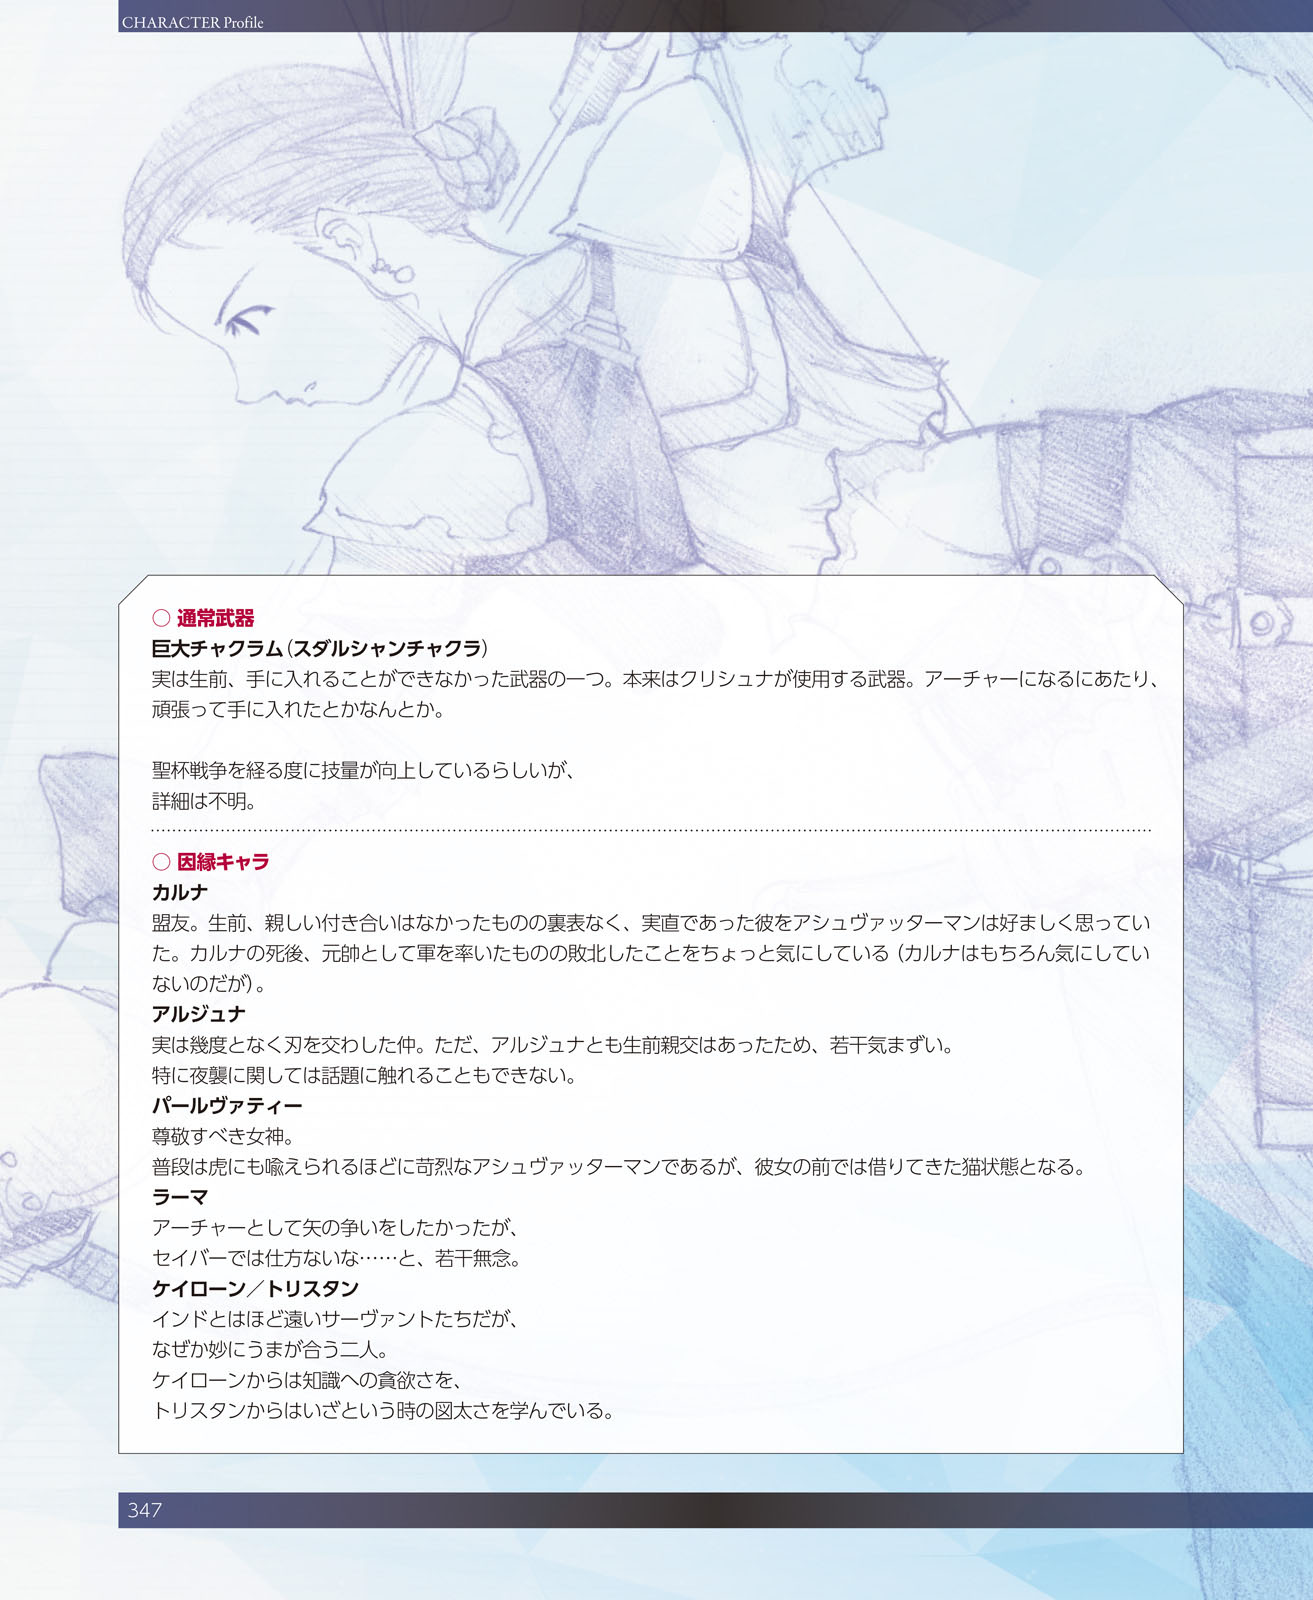 CHARACTER Profile
○ 通常武器
巨大チャクラム（スダルシャンチャクラ）
実は生前、手に入れることができなかった武器の一つ。本来はクリシュナが使用する武器。アーチャーになるにあたり、
頑張って手に入れたとかなんとか。
聖杯戦争を経る度に技量が向上しているらしいが、
詳細は不明。
○ 因縁キャラ
カルナ
盟友。生前、親しい付き合いはなかったものの裏表なく、実直であった彼をアシュヴァッターマンは好ましく思ってい
た。カルナの死後、元帥として軍を率いたものの敗北したことをちょっと気にしている（カルナはもちろん気にしてい
ないのだが）。
アルジュナ
実は幾度となく刃を交わした仲。ただ、アルジュナとも生前親交はあったため、若干気まずい。
特に夜襲に関しては話題に触れることもできない。
パールヴァティー
尊敬すべき女神。
普段は虎にも喩えられるほどに苛烈なアシュヴァッターマンであるが、彼女の前では借りてきた猫状態となる。
ラーマ
アーチャーとして矢の争いをしたかったが、
セイバーでは仕方ないな……と、若干無念。
ケイローン／トリスタン
インドとはほど遠いサーヴァントたちだが、
なぜか妙にうまが合う二人。
ケイローンからは知識への貪欲さを、
トリスタンからはいざという時の図太さを学んでいる。
347